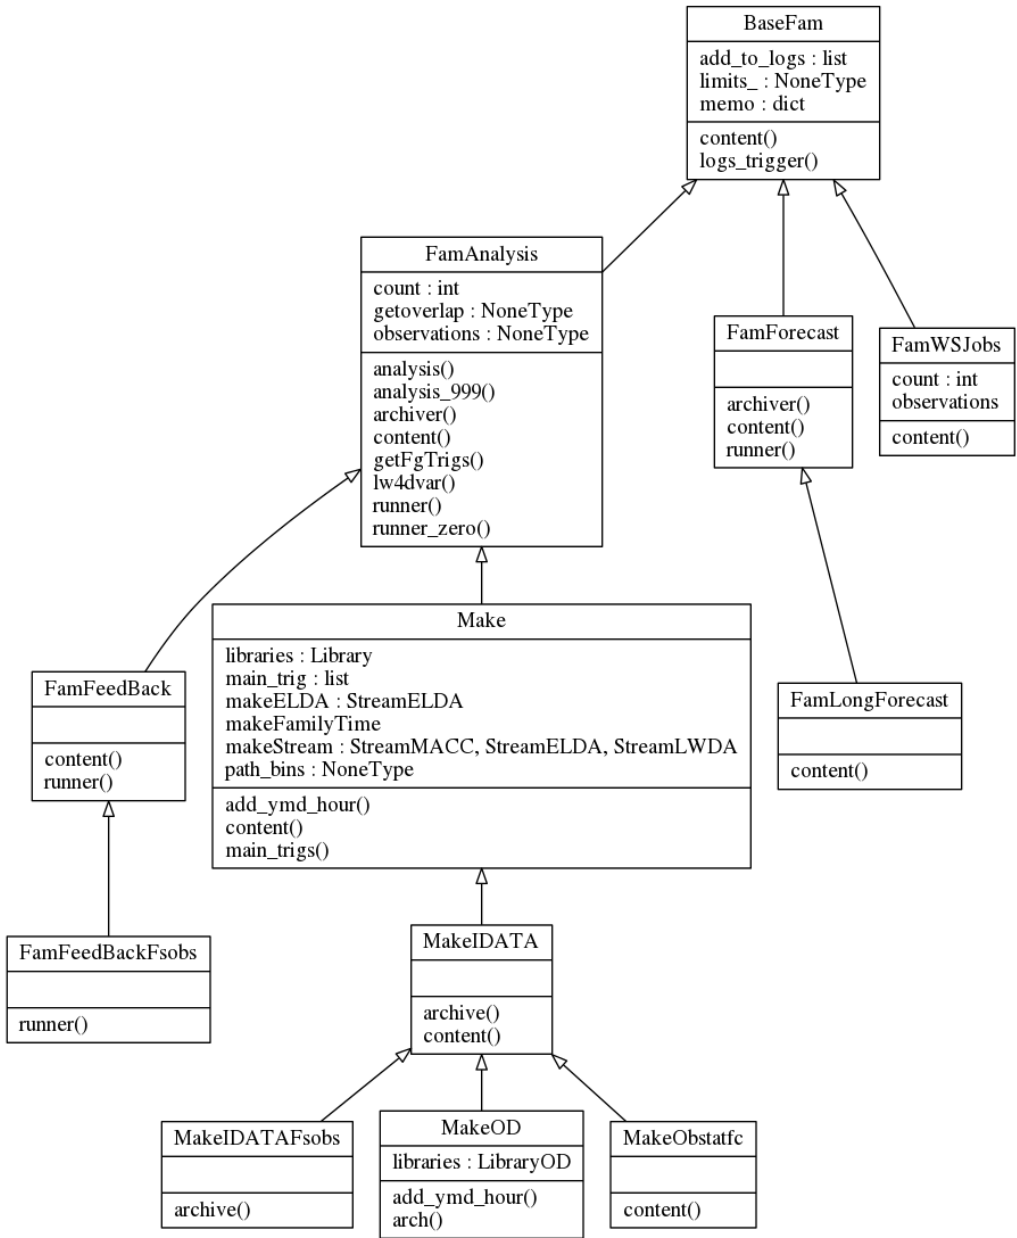 BaseFam
add_to_logs : list
limits_ : NoneType
memo : dict
content()
logs_trigger()
FamAnalysis
count : int
getoverlap : NoneType
observations : NoneType
analysis()
analysis_999()
archiver()
content()
getFgTrigs()
lw4dvar()
runner()
runner_zero()
FamForecast
archiver()
content()
runner()
FamWSJobs
count : int
observations
content()
Make
libraries : Library
main_trig : list
makeELDA : StreamELDA
makeFamilyTime
makeStream : StreamMACC, StreamELDA, StreamLWDA
path_bins : NoneType
add_ymd_hour()
content()
main_trigs()
FamFeedBack
content()
runner()
FamLongForecast
content()
FamFeedBackFsobs
runner()
MakeIDATA
archive()
content()
MakeIDATAFsobs
archive()
MakeOD
libraries : LibraryOD
add_ymd_hour()
arch()
MakeObstatfc
content()